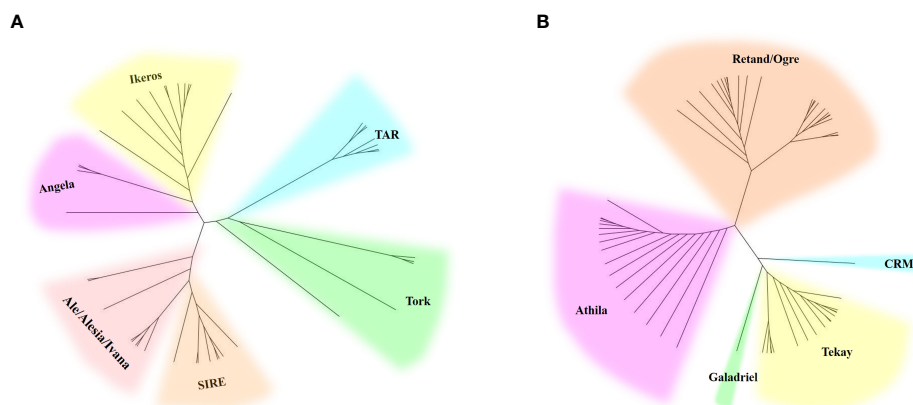 A
B
Ikeros
TAR
Angela
Tork
Ale/Alesia/Ivana
SIRE
Retand/Ogre
CRM
Athila
Tekay
Galadriel